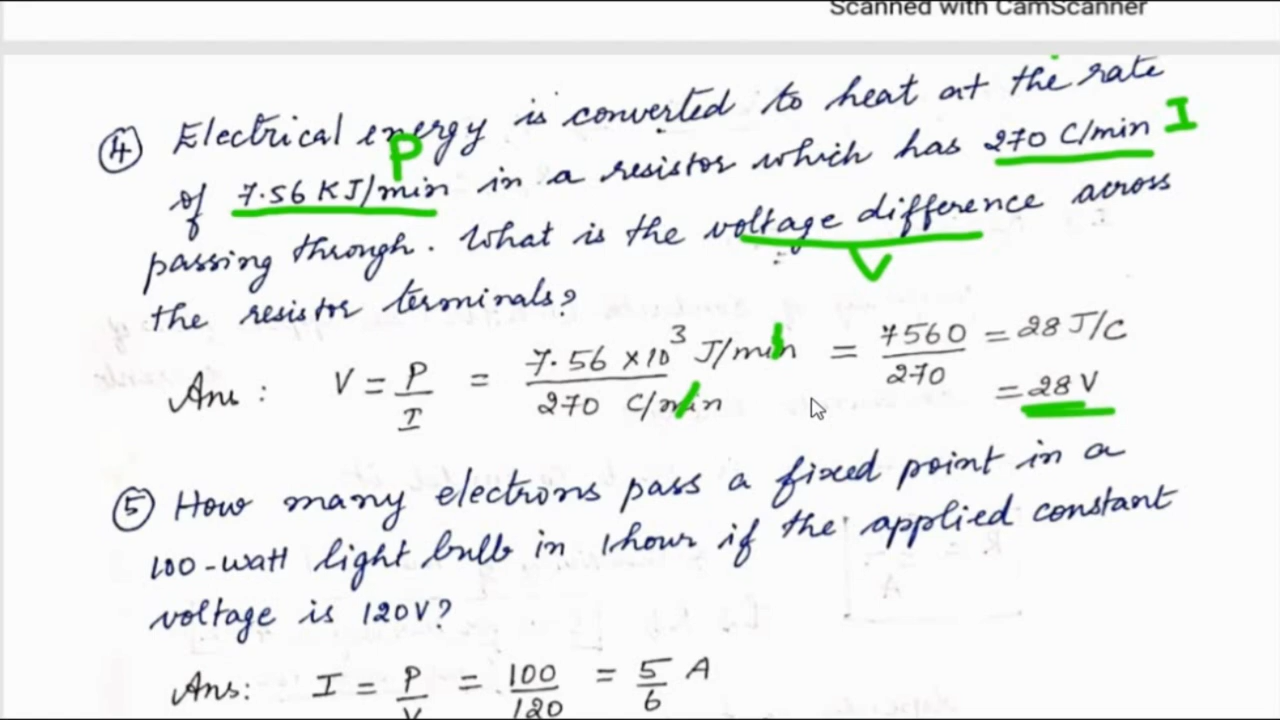 Scanned with CamScanner
④ Electrical energy is converted to heat at the rate
P
of 7.56 KJ/min in a resistor which has 270 C/min I
passing through. What is the voltage difference across
V
the resistor terminals?
Ans : V = P/I = 7.56 × 10³ J/min / 270 C/min = 7560/270 = 28 J/C
= 28 V
⑤ How many electrons pass a fixed point in a
100-watt light bulb in 1 hour if the applied constant
voltage is 120V?
Ans: I = P/V = 100/120 = 5/6 A